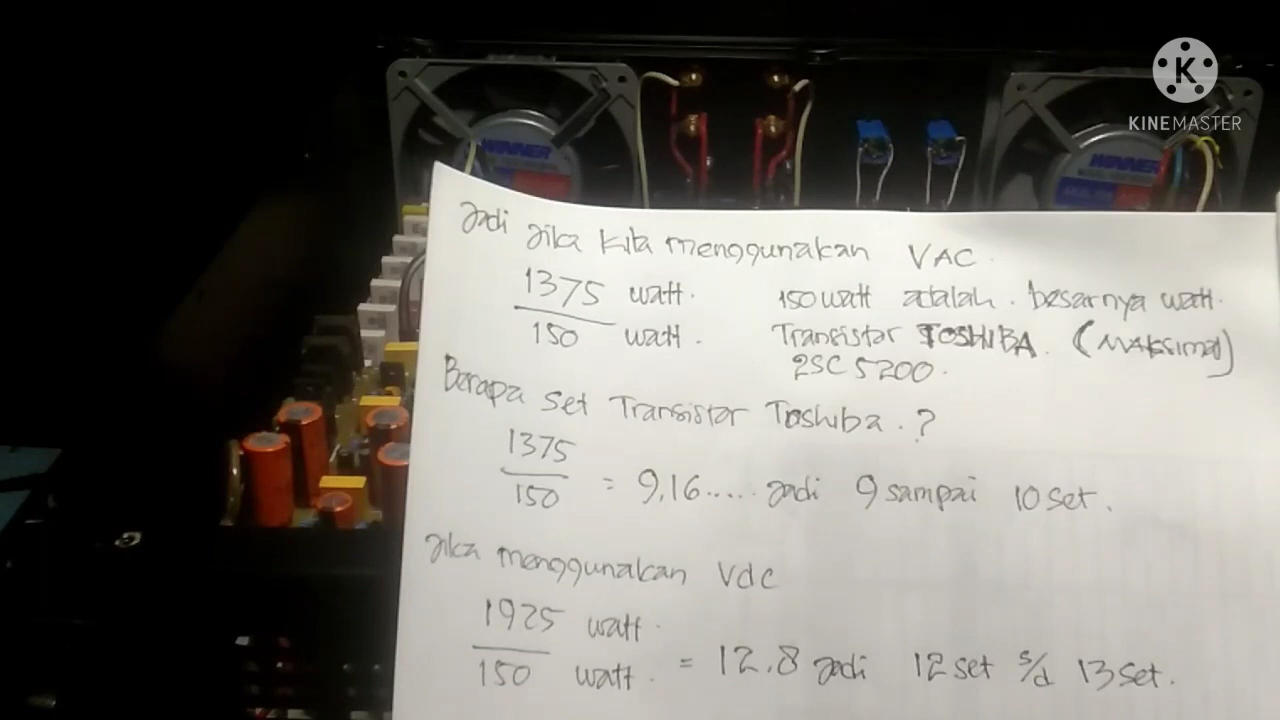 K
KINEMASTER
WINNER
WINNER
Jadi jika kita menggunakan VAC.
1375 watt. 150 watt adalah. besarnya watt.
150 watt. Transistor TOSHIBA. (MAKSIMAL)
2SC 5200.
Berapa set Transistor Toshiba.?
1375
150 = 9,16..... jadi 9 sampai 10 set.
jika menggunakan Vdc
1925 watt.
150 watt. = 12.8 jadi 12 set s/d 13 set.